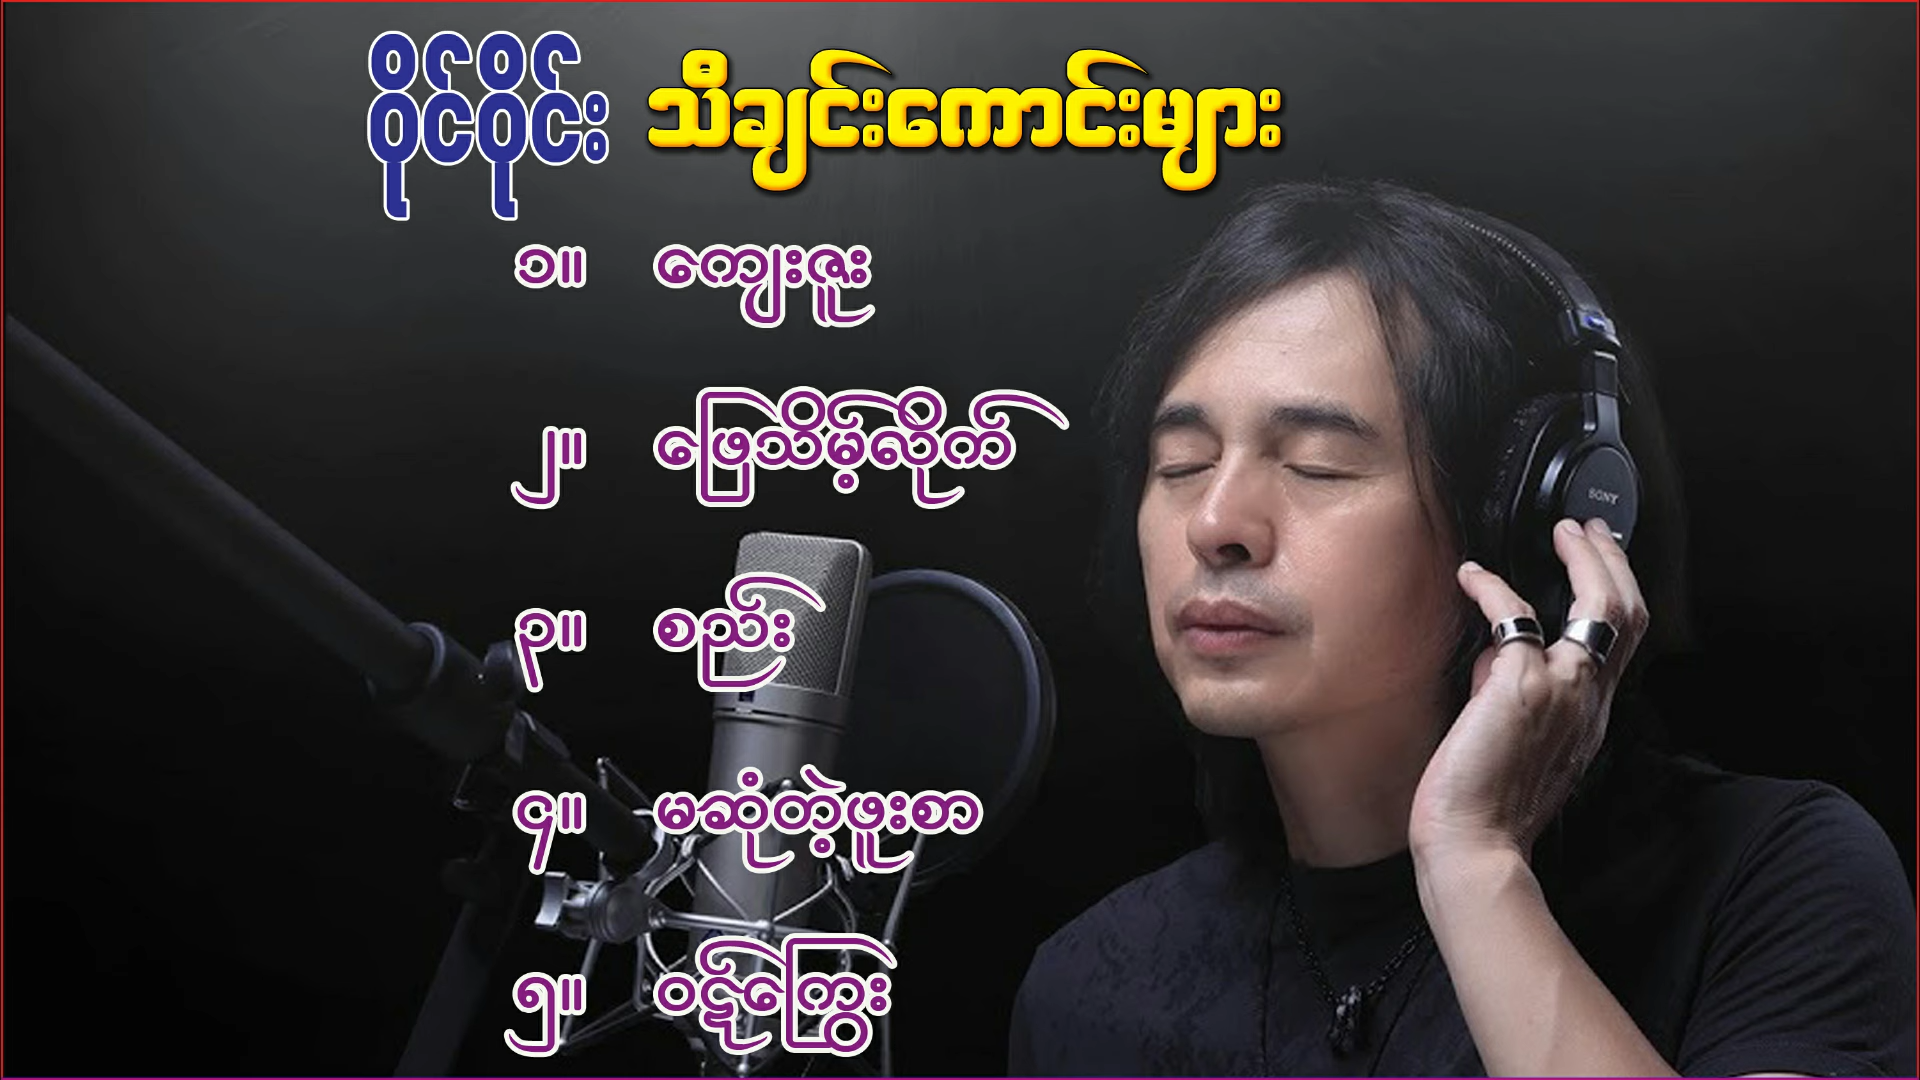 ဝိုင်ဝိုင်း သီချင်းကောင်းများ
၁။ ကျေးဇူး
၂။ ဖြေသိမ့်လိုက်
၃။ စည်း
၄။ မဆုံတဲ့ဖူးစာ
၅။ ဝဋ်ကြွေး
SONY